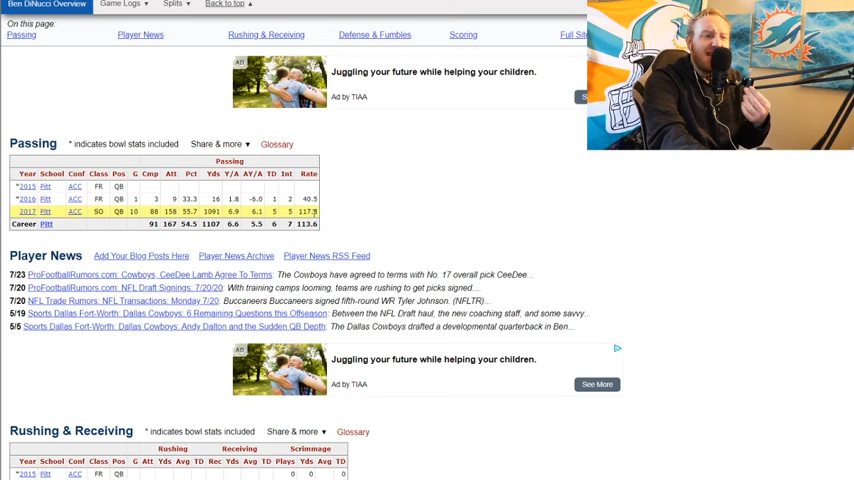 Ben DiNucci Overview Game Logs ▼ Splits ▼ Back to top ▲
On this page:
Passing Player News Rushing & Receiving Defense & Fumbles Scoring Full Sit
AD
Juggling your future while helping your children.
Ad by TIAA
S
Passing * indicates bowl stats included Share & more ▼ Glossary
Passing
Year School Conf Class Pos G Cmp Att Pct Yds Y/A AY/A TD Int Rate
*2015 Pitt ACC FR QB
*2016 Pitt ACC FR QB 1 3 9 33.3 16 1.8 -6.0 1 2 40.5
2017 Pitt ACC SO QB 10 88 158 55.7 1091 6.9 6.1 5 5 117.8
Career Pitt 91 167 54.5 1107 6.6 5.5 6 7 113.6
Player News Add Your Blog Posts Here Player News Archive Player News RSS Feed
7/23 ProFootballRumors.com: Cowboys, CeeDee Lamb Agree To Terms: The Cowboys have agreed to terms with No. 17 overall pick CeeDee...
7/20 ProFootballRumors.com: NFL Draft Signings: 7/20/20: With training camps looming, teams are rushing to get picks signed....
7/20 NFL Trade Rumors: NFL Transactions: Monday 7/20: Buccaneers Buccaneers signed fifth-round WR Tyler Johnson. (NFLTR)...
5/19 Sports Dallas Fort-Worth: Dallas Cowboys: 6 Remaining Questions this Offseason: Between the NFL Draft haul, the new coaching staff, and some savvy...
5/5 Sports Dallas Fort-Worth: Dallas Cowboys: Andy Dalton and the Sudden QB Depth: The Dallas Cowboys drafted a developmental quarterback in Ben...
AD
Juggling your future while helping your children.
Ad by TIAA
See More
Rushing & Receiving * indicates bowl stats included Share & more ▼ Glossary
Rushing Receiving Scrimmage
Year School Conf Class Pos G Att Yds Avg TD Rec Yds Avg TD Plays Yds Avg TD
*2015 Pitt ACC FR QB 0 0 0